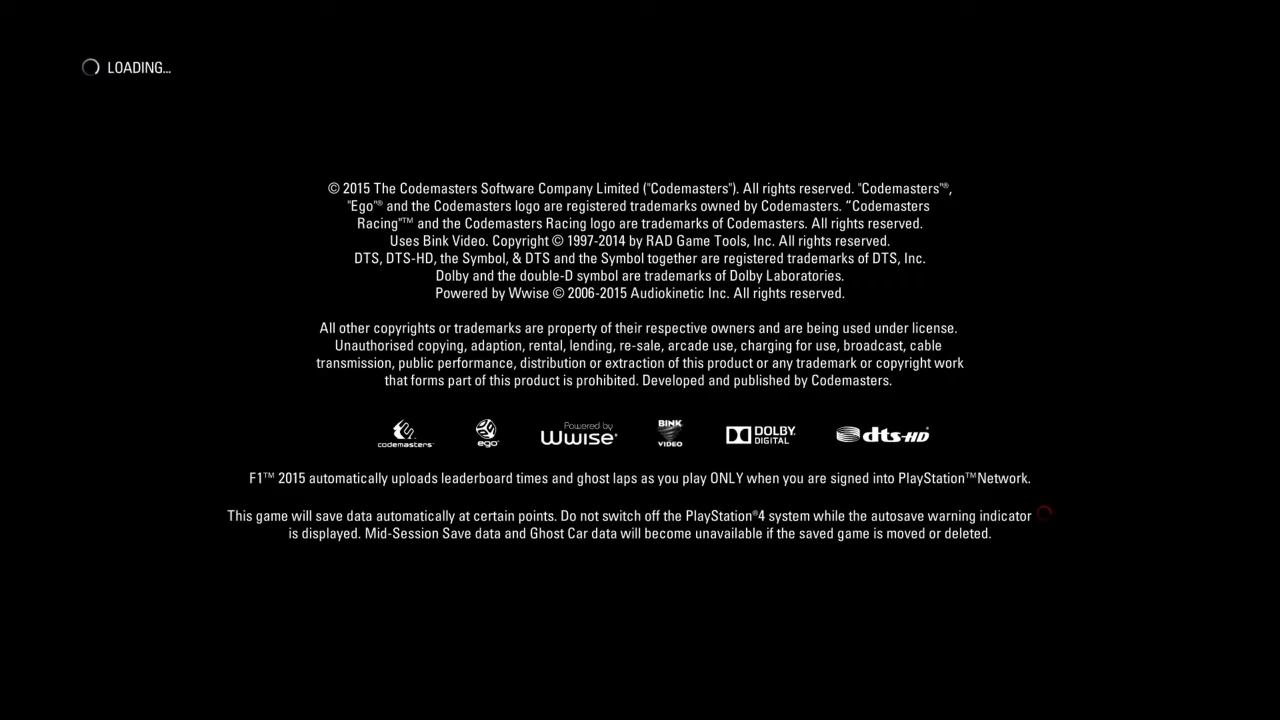 LOADING...
© 2015 The Codemasters Software Company Limited ("Codemasters"). All rights reserved. "Codemasters"®,
"Ego"® and the Codemasters logo are registered trademarks owned by Codemasters. “Codemasters
Racing"™ and the Codemasters Racing logo are trademarks of Codemasters. All rights reserved.
Uses Bink Video. Copyright © 1997-2014 by RAD Game Tools, Inc. All rights reserved.
DTS, DTS-HD, the Symbol, & DTS and the Symbol together are registered trademarks of DTS, Inc.
Dolby and the double-D symbol are trademarks of Dolby Laboratories.
Powered by Wwise © 2006-2015 Audiokinetic Inc. All rights reserved.
All other copyrights or trademarks are property of their respective owners and are being used under license.
Unauthorised copying, adaption, rental, lending, re-sale, arcade use, charging for use, broadcast, cable
transmission, public performance, distribution or extraction of this product or any trademark or copyright work
that forms part of this product is prohibited. Developed and published by Codemasters.
codemasters™ ego® Powered by Wwise® BINK VIDEO DOLBY DIGITAL dts-HD
F1™ 2015 automatically uploads leaderboard times and ghost laps as you play ONLY when you are signed into PlayStation™Network.
This game will save data automatically at certain points. Do not switch off the PlayStation®4 system while the autosave warning indicator
is displayed. Mid-Session Save data and Ghost Car data will become unavailable if the saved game is moved or deleted.